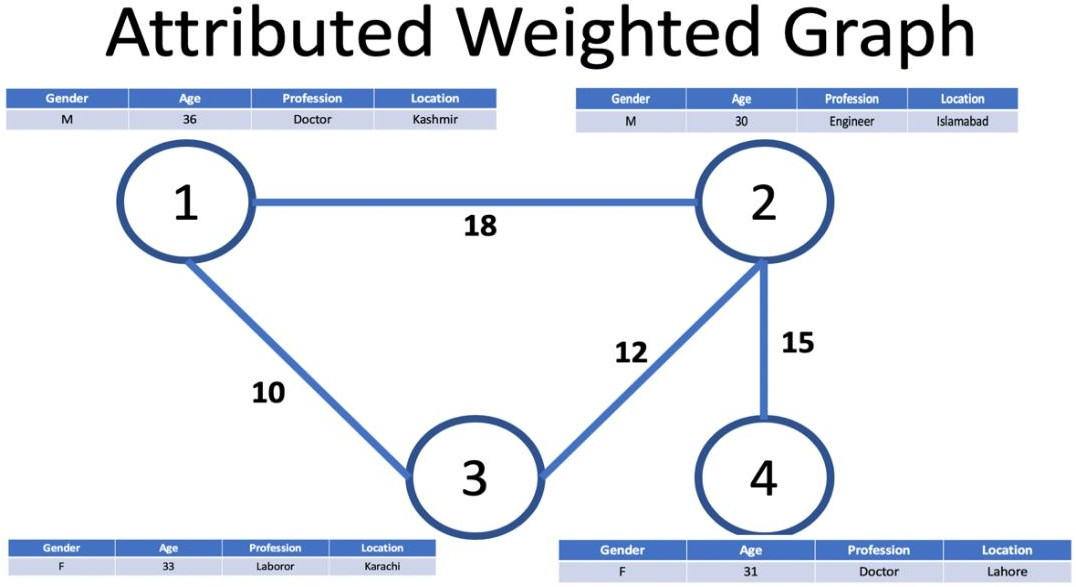 Attributed Weighted Graph
Gender Age Profession Location
M 36 Doctor Kashmir
Gender Age Profession Location
M 30 Engineer Islamabad
1
2
18
12
15
10
3
4
Gender Age Profession Location
F 33 Laboror Karachi
Gender Age Profession Location
F 31 Doctor Lahore